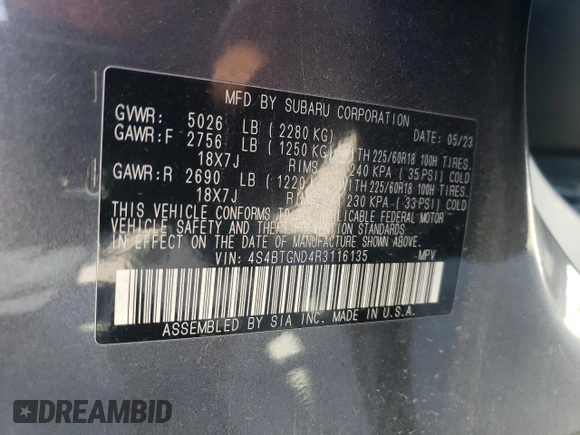 MFD BY SUBARU CORPORATION
GVWR: 5026 LB ( 2280 KG) DATE: 05/23
GAWR:F 2756 LB ( 1250 KG) WITH 225/60R18 100H TIRES,
18X7J RIMS 240 KPA ( 35 PSI) COLD
GAWR:R 2690 LB ( 1220 KG) WITH 225/60R18 100H TIRES,
18X7J RIMS 230 KPA ( 33 PSI) COLD
THIS VEHICLE CONFORMS TO ALL APPLICABLE FEDERAL MOTOR
VEHICLE SAFETY AND THEFT PREVENTION STANDARDS IN
EFFECT ON THE DATE OF MANUFACTURE SHOWN ABOVE.
VIN: 4S4BTGND4R3116135 MPV
ASSEMBLED BY SIA INC. MADE IN U.S.A.
DREAMBID